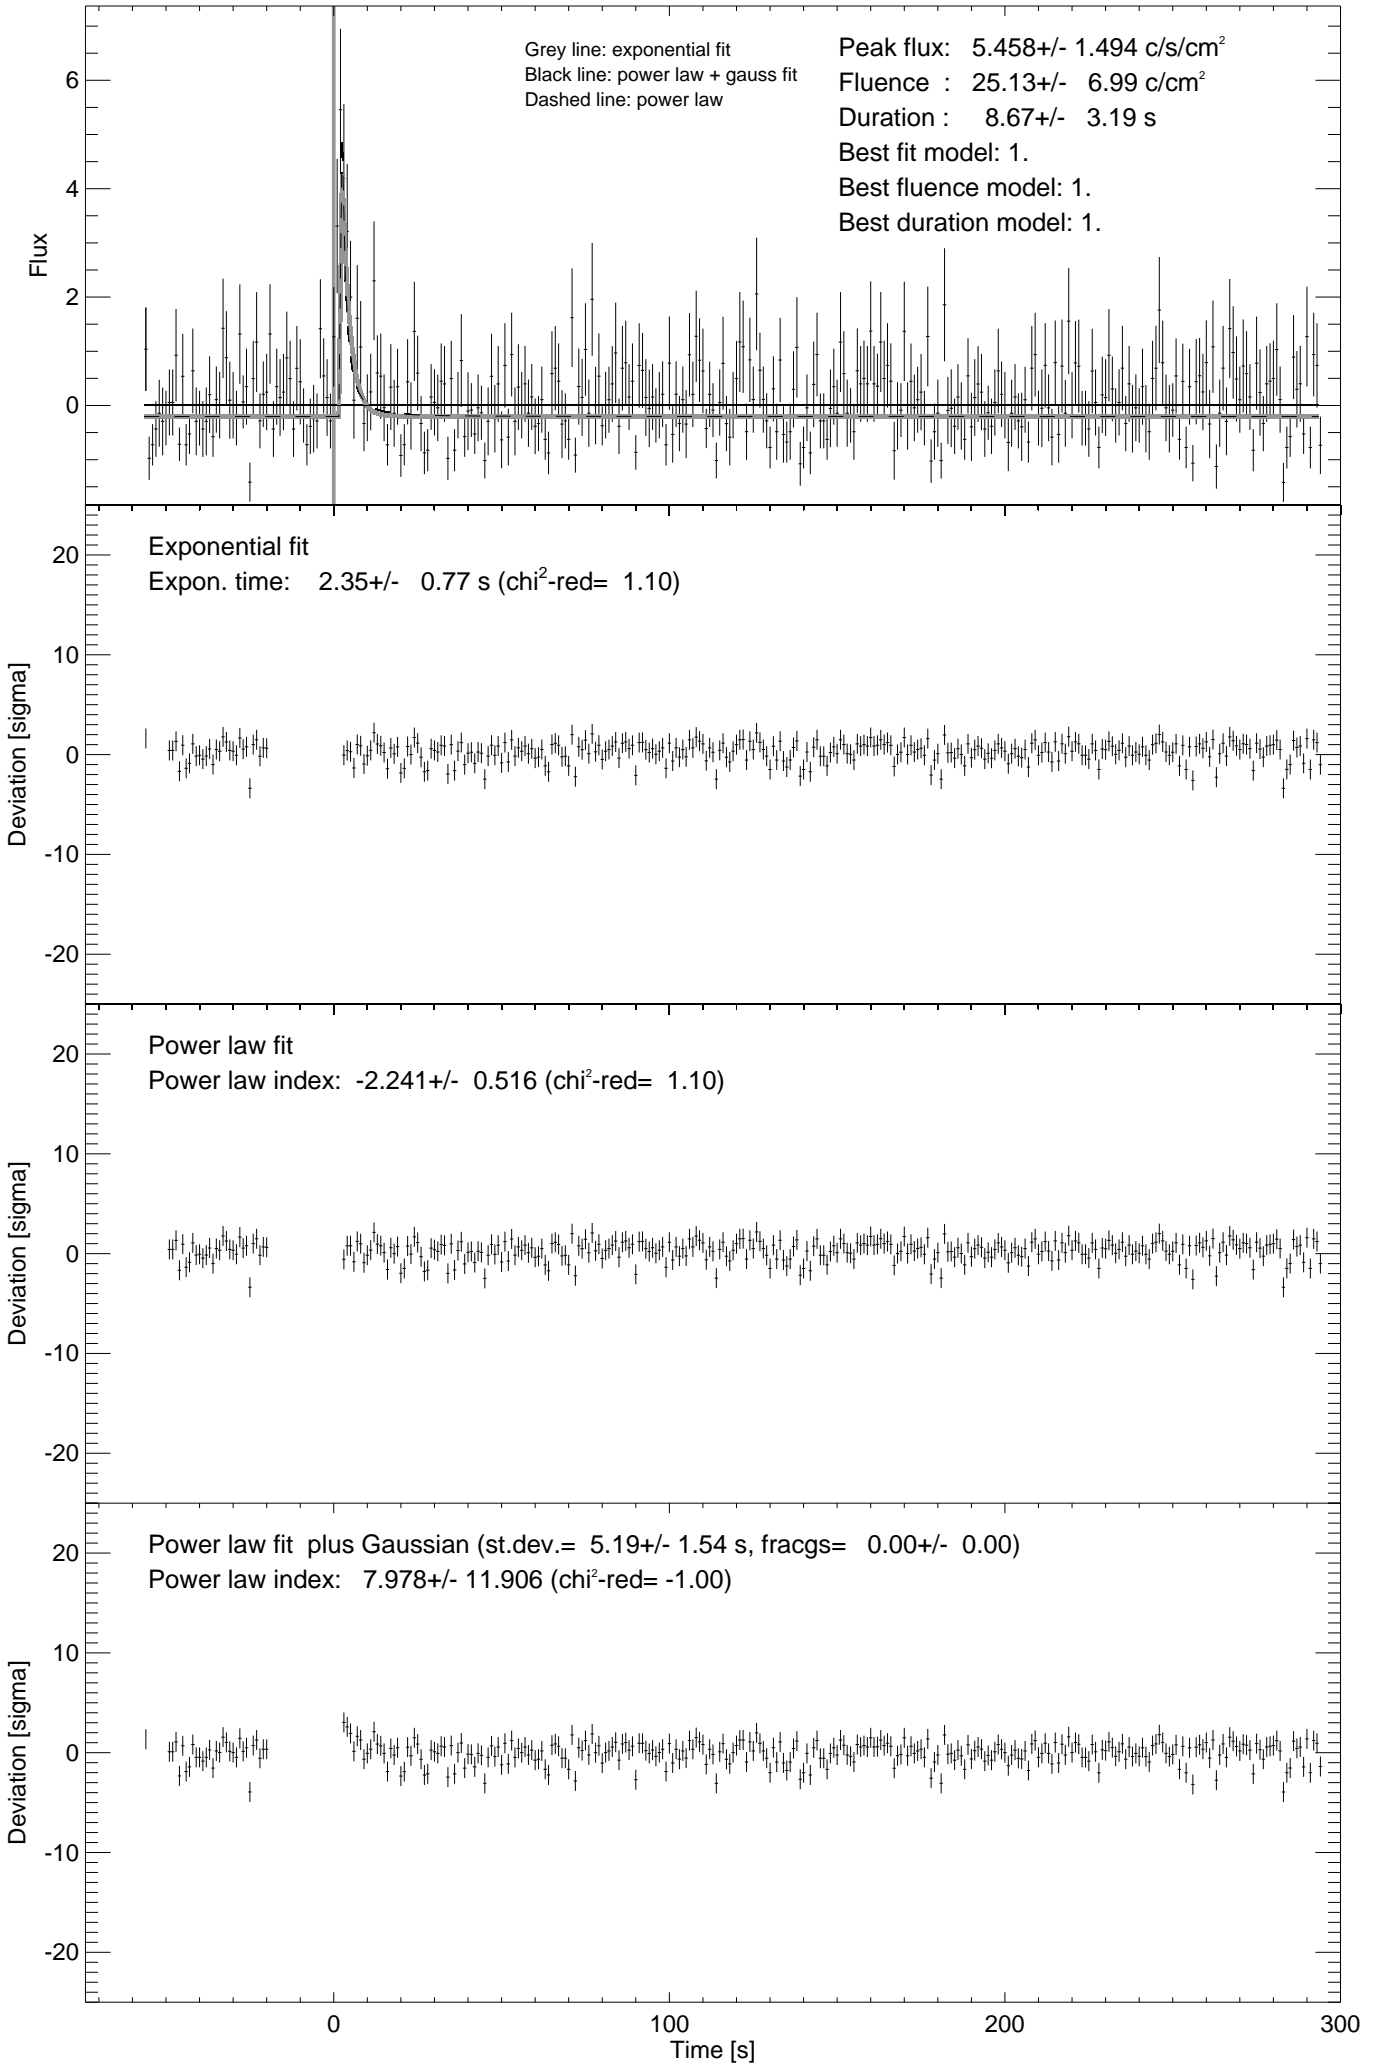 Grey line: exponential fit
Black line: power law + gauss fit
Dashed line: power law
Peak flux: 5.458+/- 1.494 c/s/cm²
Fluence : 25.13+/- 6.99 c/cm²
Duration : 8.67+/- 3.19 s
Best fit model: 1.
Best fluence model: 1.
Best duration model: 1.
6
4
2
0
Flux
Exponential fit
Expon. time: 2.35+/- 0.77 s (chi²-red= 1.10)
20
10
0
-10
-20
Deviation [sigma]
Power law fit
Power law index: -2.241+/- 0.516 (chi²-red= 1.10)
20
10
0
-10
-20
Deviation [sigma]
Power law fit plus Gaussian (st.dev.= 5.19+/- 1.54 s, fracgs= 0.00+/- 0.00)
Power law index: 7.978+/- 11.906 (chi²-red= -1.00)
20
10
0
-10
-20
Deviation [sigma]
0 100 200 300
Time [s]